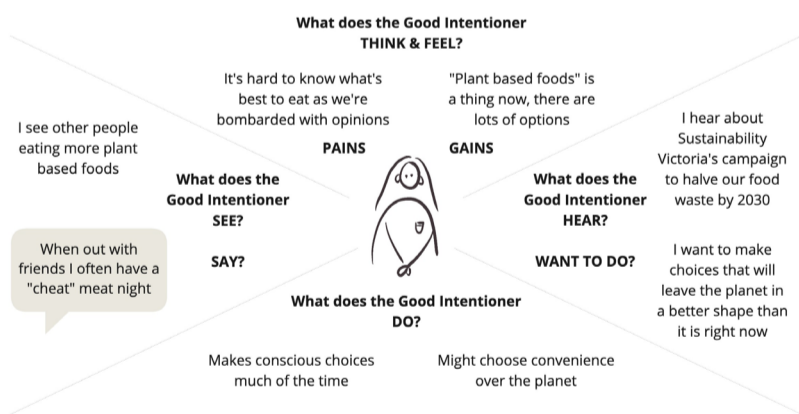 What does the Good Intentioner
THINK & FEEL?
It's hard to know what's
best to eat as we're
bombarded with opinions
PAINS
"Plant based foods" is
a thing now, there are
lots of options
GAINS
I see other people
eating more plant
based foods
What does the
Good Intentioner
SEE?
What does the
Good Intentioner
HEAR?
I hear about
Sustainability
Victoria's campaign
to halve our food
waste by 2030
When out with
friends I often have a
"cheat" meat night
SAY?
WANT TO DO?
I want to make
choices that will
leave the planet in
a better shape than
it is right now
What does the Good Intentioner
DO?
Makes conscious choices
much of the time
Might choose convenience
over the planet